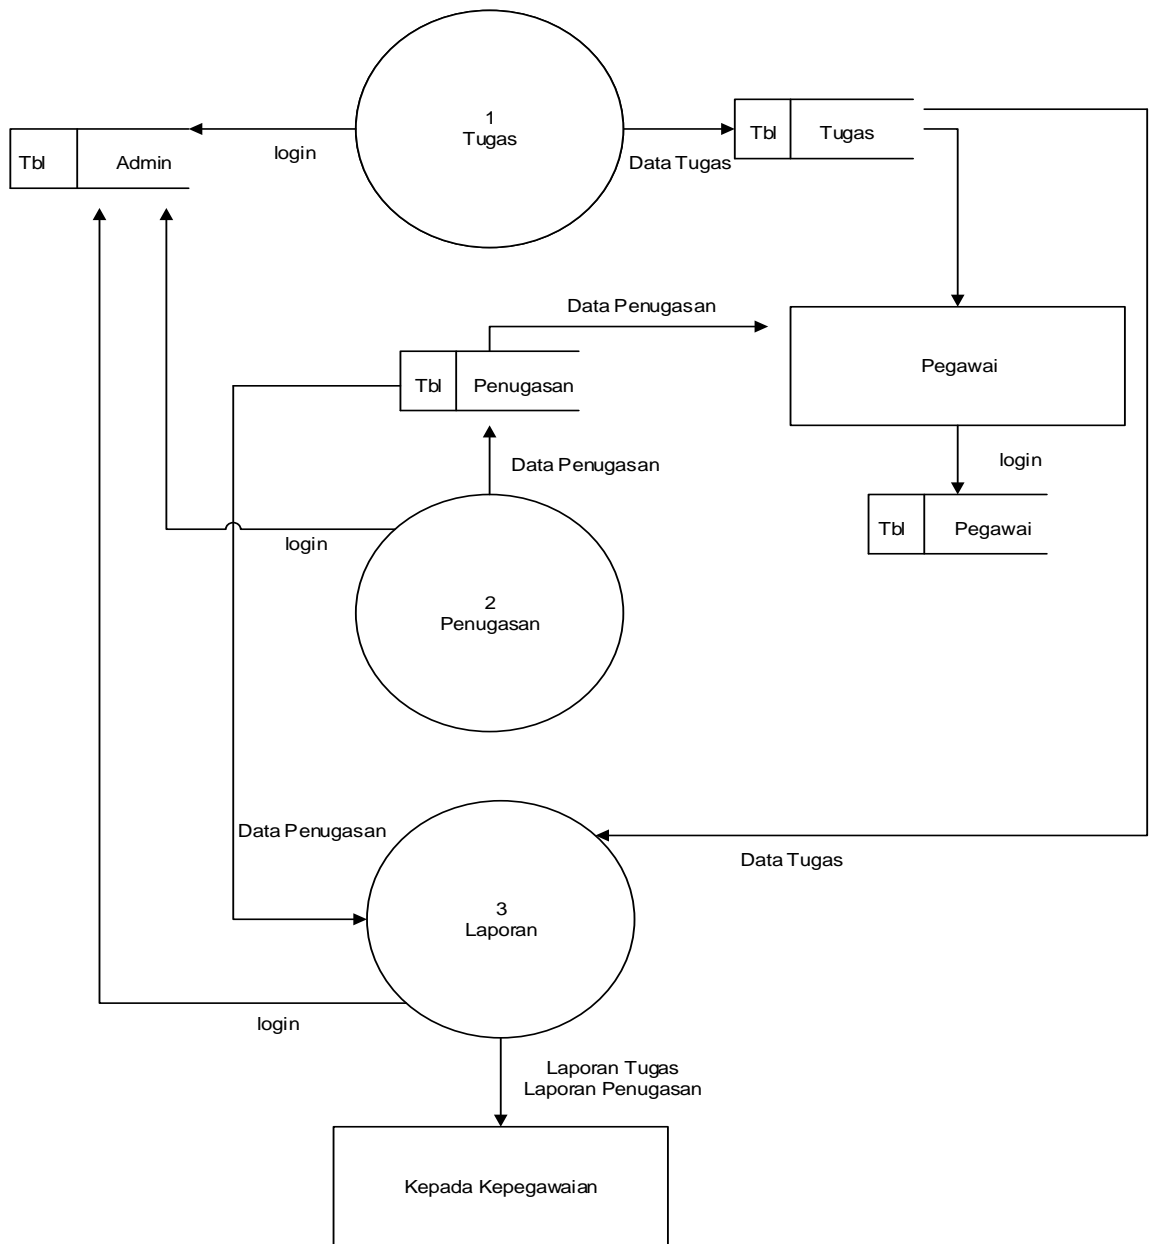 1
Tugas
Tbl
Tugas
login
Tbl
Admin
Data Tugas
Data Penugasan
Pegawai
Tbl
Penugasan
login
Data Penugasan
Tbl
Pegawai
login
2
Penugasan
Data Penugasan
Data Tugas
3
Laporan
login
Laporan Tugas
Laporan Penugasan
Kepada Kepegawaian